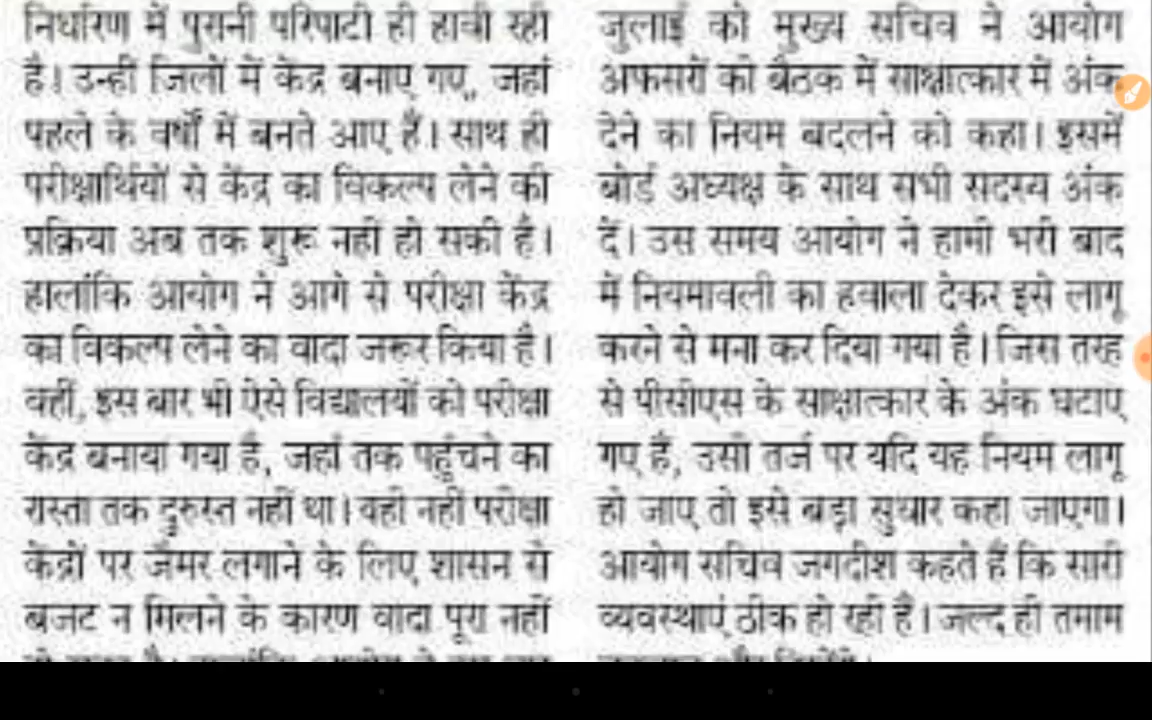 निर्धारण में पुरानी परिपाटी ही हावी रही
है। उन्हीं जिलों में केंद्र बनाए गए, जहां
पहले के वर्षों में बनते आए हैं। साथ ही
परीक्षार्थियों से केंद्र का विकल्प लेने की
प्रक्रिया अब तक शुरू नहीं हो सकी है।
हालांकि आयोग ने आगे से परीक्षा केंद्र
का विकल्प लेने का वादा जरूर किया है।
वहीं, इस बार भी ऐसे विद्यालयों को परीक्षा
केंद्र बनाया गया है, जहां तक पहुंचने का
रास्ता तक दुरुस्त नहीं था। यही नहीं परीक्षा
केंद्रों पर जैमर लगाने के लिए शासन से
बजट न मिलने के कारण वादा पूरा नहीं
जुलाई को मुख्य सचिव ने आयोग
अफसरों की बैठक में साक्षात्कार में अंक
देने का नियम बदलने को कहा। इसमें
बोर्ड अध्यक्ष के साथ सभी सदस्य अंक
दें। उस समय आयोग ने हामी भरी बाद
में नियमावली का हवाला देकर इसे लागू
करने से मना कर दिया गया है। जिस तरह
से पीसीएस के साक्षात्कार के अंक घटाए
गए हैं, उसी तर्ज पर यदि यह नियम लागू
हो जाए तो इसे बड़ा सुधार कहा जाएगा।
आयोग सचिव जगदीश कहते हैं कि सारी
व्यवस्थाएं ठीक हो रही हैं। जल्द ही तमाम